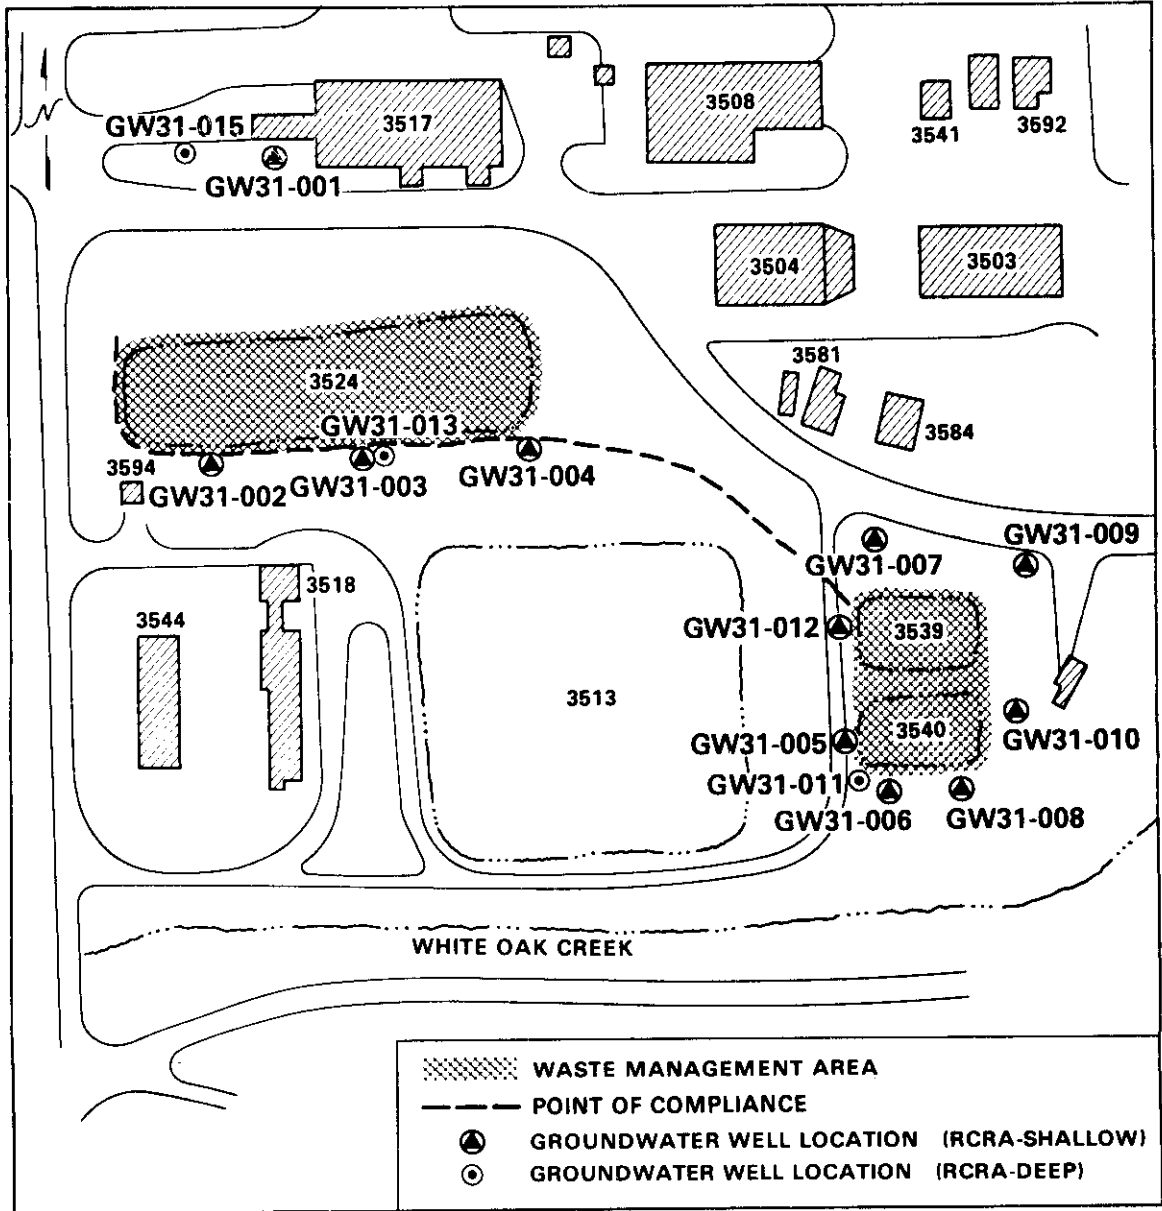 N
3508
3541
3592
GW31-015
3517
GW31-001
3504
3503
3581
3524
3584
GW31-013
3594
GW31-002
GW31-003
GW31-004
GW31-009
GW31-007
3518
3544
GW31-012
3539
3513
3540
GW31-005
GW31-010
GW31-011
GW31-006
GW31-008
WHITE OAK CREEK
WASTE MANAGEMENT AREA
POINT OF COMPLIANCE
GROUNDWATER WELL LOCATION (RCRA-SHALLOW)
GROUNDWATER WELL LOCATION (RCRA-DEEP)